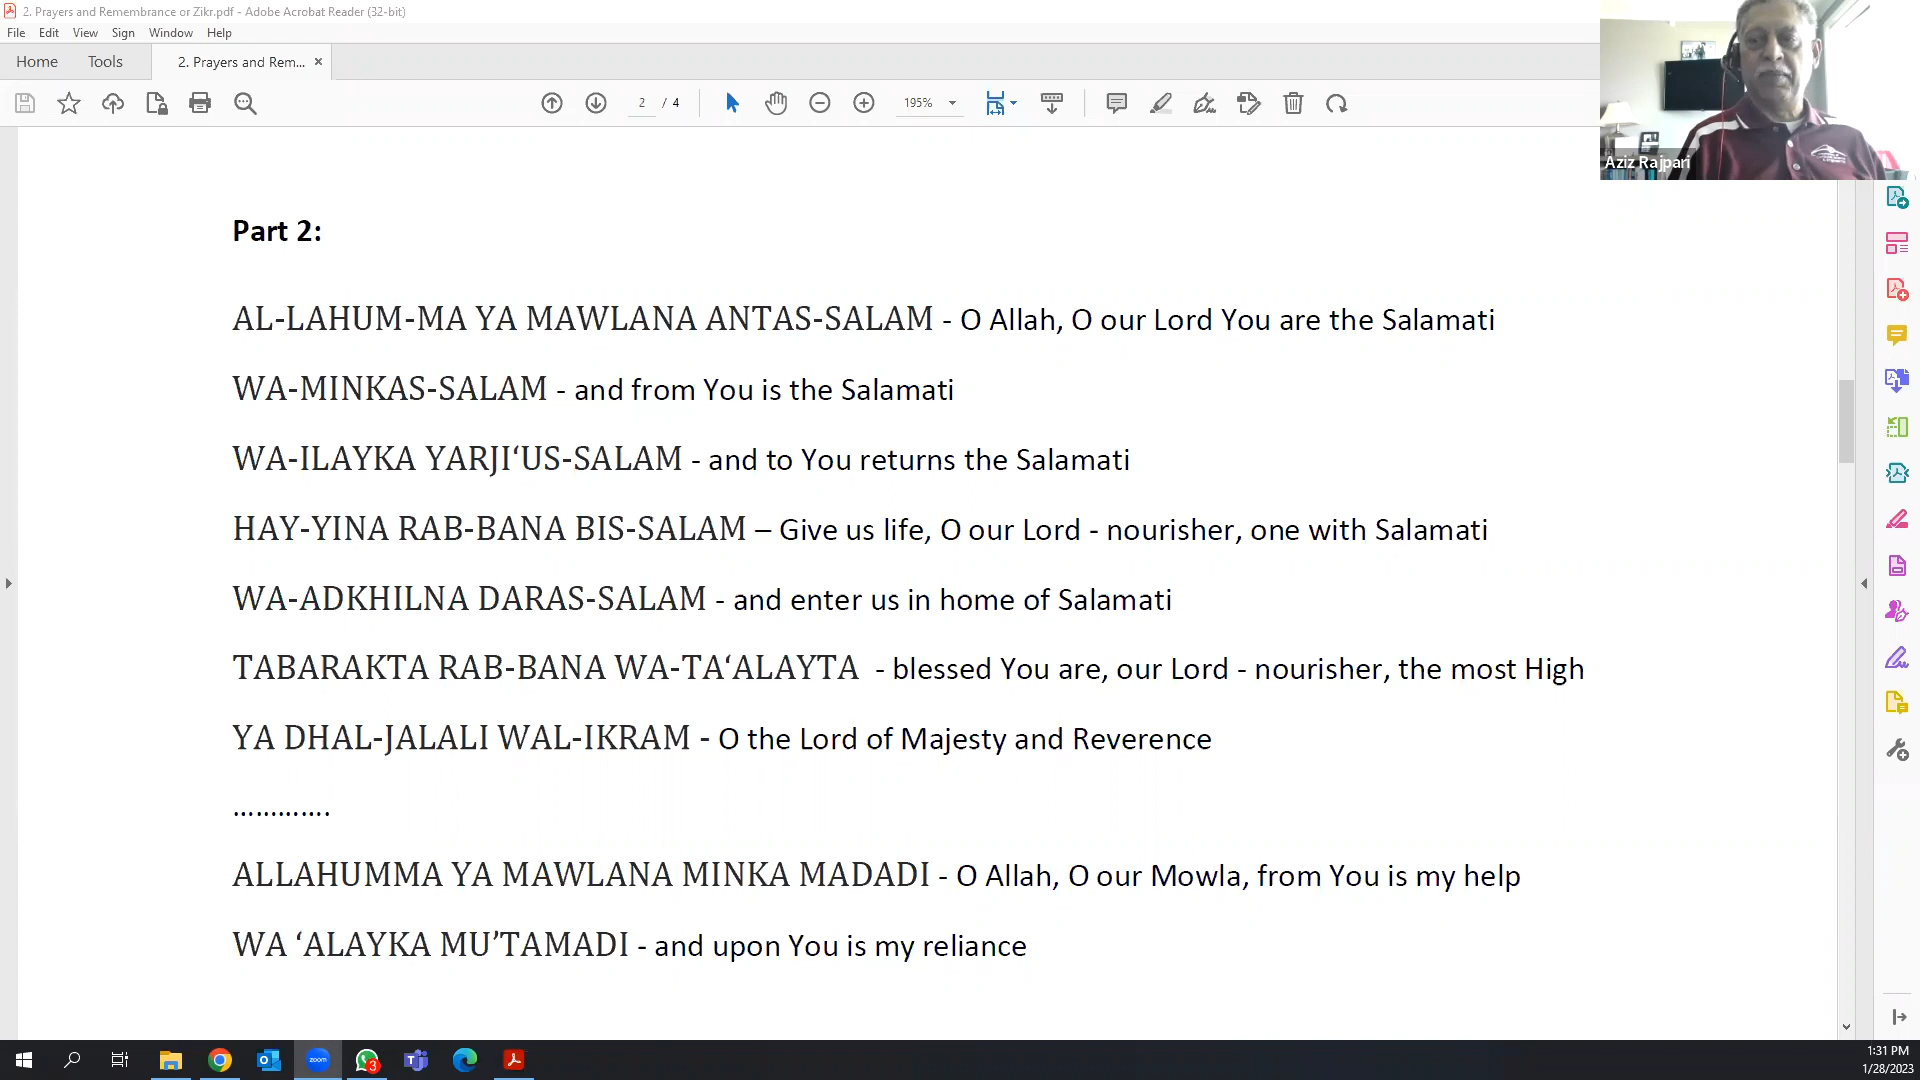 2. Prayers and Remembrance or Zikr.pdf - Adobe Acrobat Reader (32-bit)
File Edit View Sign Window Help
Home Tools 2. Prayers and Rem... ×
2 / 4 195%
Aziz Rajpari
Part 2:
AL-LAHUM-MA YA MAWLANA ANTAS-SALAM - O Allah, O our Lord You are the Salamati
WA-MINKAS-SALAM - and from You is the Salamati
WA-ILAYKA YARJI‘US-SALAM - and to You returns the Salamati
HAY-YINA RAB-BANA BIS-SALAM – Give us life, O our Lord - nourisher, one with Salamati
WA-ADKHILNA DARAS-SALAM - and enter us in home of Salamati
TABARAKTA RAB-BANA WA-TA‘ALAYTA - blessed You are, our Lord - nourisher, the most High
YA DHAL-JALALI WAL-IKRAM - O the Lord of Majesty and Reverence
.............
ALLAHUMMA YA MAWLANA MINKA MADADI - O Allah, O our Mowla, from You is my help
WA ‘ALAYKA MU’TAMADI - and upon You is my reliance
zoom 3
1:31 PM
1/28/2023